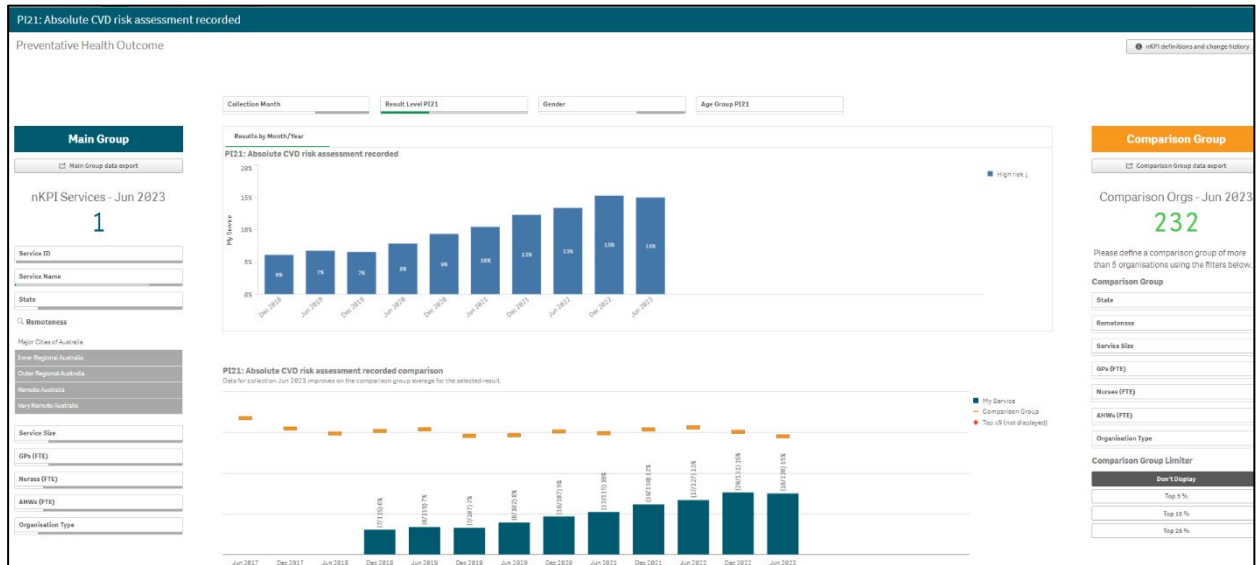 PI21: Absolute CVD risk assessment recorded
Preventative Health Outcome
nKPI definitions and change history
Collection Month
Result Level PI21
Gender
Age Group PI21
Main Group
Main Group data export
nKPI Services - Jun 2023
1
Service ID
Service Name
State
Remoteness
Major Cities of Australia
Inner Regional Australia
Outer Regional Australia
Remote Australia
Very Remote Australia
Service Size
GPs (FTE)
Nurses (FTE)
AHWs (FTE)
Organisation Type
Results by Month/Year
PI21: Absolute CVD risk assessment recorded
20%
15%
10%
5%
0%
My Service
High risk
6%
7%
7%
8%
9%
10%
12%
13%
15%
Dec 2018
Jun 2019
Dec 2019
Jun 2020
Dec 2020
Jun 2021
Dec 2021
Jun 2022
Dec 2022
Jun 2023
PI21: Absolute CVD risk assessment recorded comparison
Data for collection Jun 2023 improves on the comparison group average for the selected result.
My Service
Comparison Group
Top x% (not displayed)
Jun 2017
Dec 2017
Jun 2018
Dec 2018
Jun 2019
Dec 2019
Jun 2020
Dec 2020
Jun 2021
Dec 2021
Jun 2022
Dec 2022
Jun 2023
Comparison Group
Comparison Group data export
Comparison Orgs - Jun 2023
232
Please define a comparison group of more
than 5 organisations using the filters below.
Comparison Group
State
Remoteness
Service Size
GPs (FTE)
Nurses (FTE)
AHWs (FTE)
Organisation Type
Comparison Group Limiter
Don't Display
Top 5 %
Top 10 %
Top 25 %